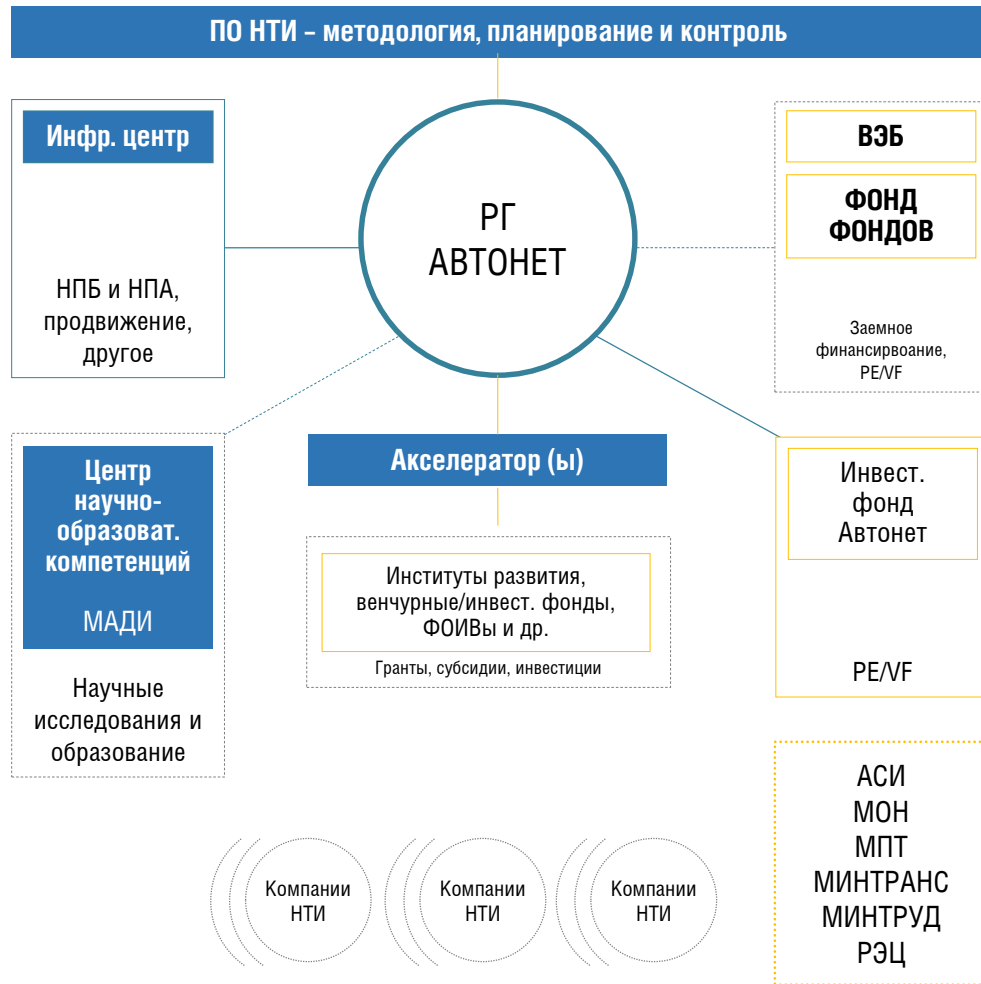 ПО НТИ – методология, планирование и контроль
Инфр. центр
НПБ и НПА,
продвижение,
другое
РГ
АВТОНЕТ
ВЭБ
ФОНД
ФОНДОВ
Заемное
финансирвоание,
PE/VF
Центр
научно-
образоват.
компетенций
МАДИ
Научные
исследования и
образование
Акселератор (ы)
Институты развития,
венчурные/инвест. фонды,
ФОИВы и др.
Гранты, субсидии, инвестиции
Инвест.
фонд
Автонет
PE/VF
АСИ
МОН
МПТ
МИНТРАНС
МИНТРУД
РЭЦ
Компании
НТИ
Компании
НТИ
Компании
НТИ